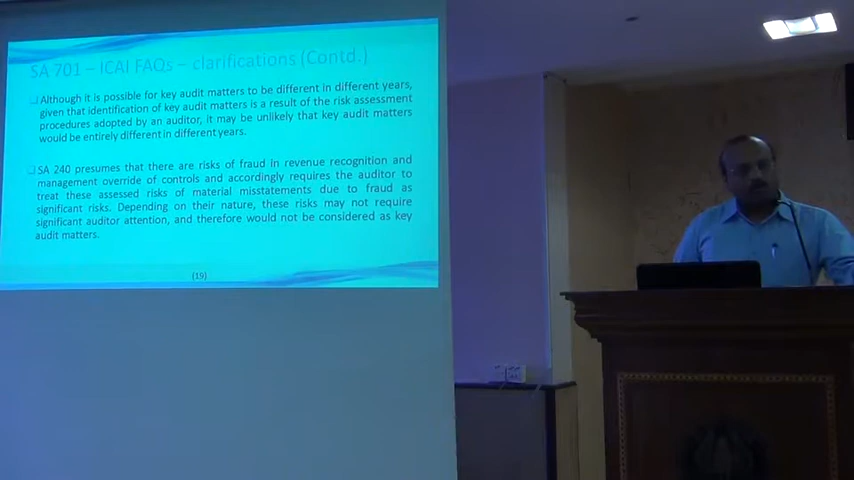 SA 701 – ICAI FAQs – clarifications (Contd.)
Although it is possible for key audit matters to be different in different years,
given that identification of key audit matters is a result of the risk assessment
procedures adopted by an auditor, it may be unlikely that key audit matters
would be entirely different in different years.
SA 240 presumes that there are risks of fraud in revenue recognition and
management override of controls and accordingly requires the auditor to
treat these assessed risks of material misstatements due to fraud as
significant risks. Depending on their nature, these risks may not require
significant auditor attention, and therefore would not be considered as key
audit matters.
(19)